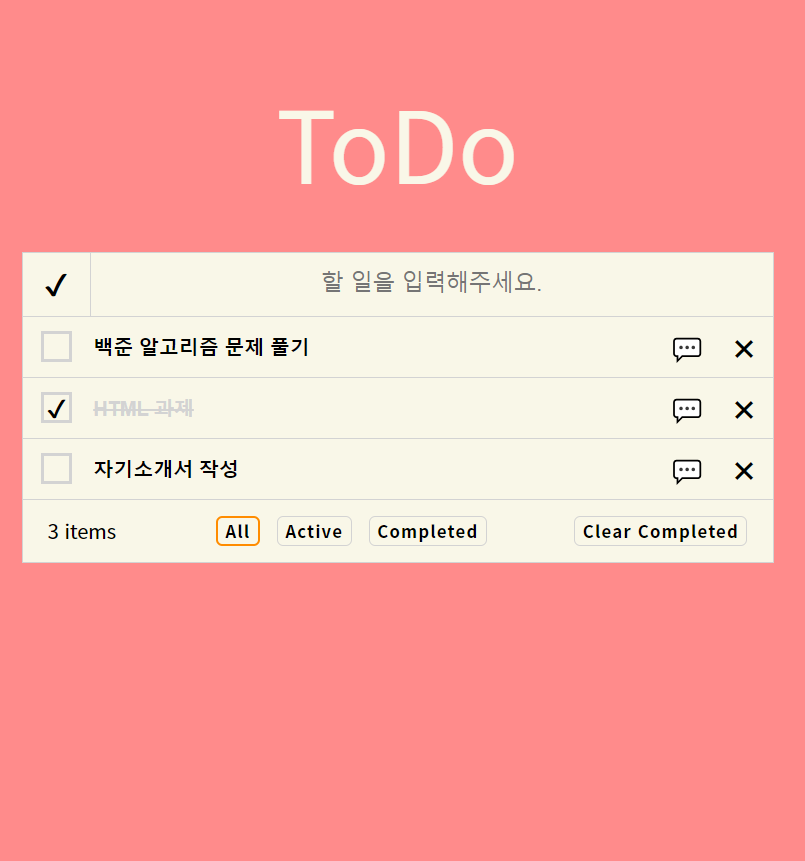 ToDo
할 일을 입력해주세요.
백준 알고리즘 문제 풀기
HTML 과제
자기소개서 작성
3 items All Active Completed Clear Completed